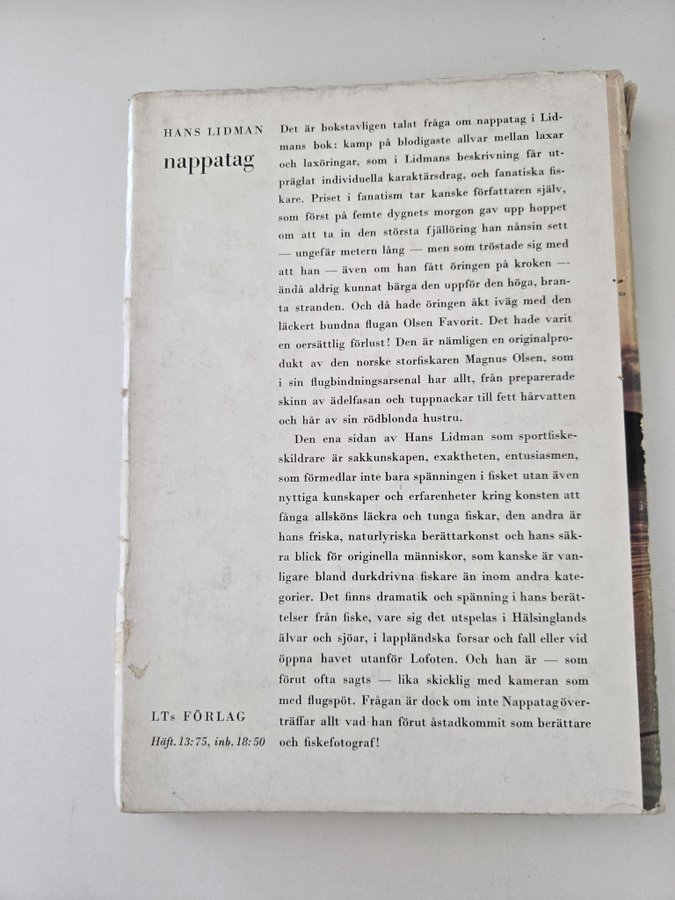 HANS LIDMAN
nappatag
Det är bokstavligen talat fråga om nappatag i Lid-
mans bok: kamp på blodigaste allvar mellan laxar
och laxöringar, som i Lidmans beskrivning får ut-
präglat individuella karaktärsdrag, och fanatiska fis-
kare. Priset i fanatism tar kanske författaren själv,
som först på femte dygnets morgon gav upp hoppet
om att ta in den största fjällöring han nånsin sett
— ungefär metern lång — men som tröstade sig med
att han — även om han fått öringen på kroken —
ändå aldrig kunnat bärga den uppför den höga, bran-
ta stranden. Och då hade öringen åkt iväg med den
läckert bundna flugan Olsen Favorit. Det hade varit
en oersättlig förlust! Den är nämligen en originalpro-
dukt av den norske storfiskaren Magnus Olsen, som
i sin flugbindningsarsenal har allt, från preparerade
skinn av ädelfasan och tuppnackar till fett hårvatten
och hår av sin rödblonda hustru.
Den ena sidan av Hans Lidman som sportfiske-
skildrare är sakkunskapen, exaktheten, entusiasmen,
som förmedlar inte bara spänningen i fisket utan även
nyttiga kunskaper och erfarenheter kring konsten att
fånga allsköns läckra och tunga fiskar, den andra är
hans friska, naturlyriska berättarkonst och hans säk-
ra blick för originella människor, som kanske är van-
ligare bland durkdrivna fiskare än inom andra kate-
gorier. Det finns dramatik och spänning i hans berät-
telser från fiske, vare sig det utspelas i Hälsinglands
älvar och sjöar, i lappländska forsar och fall eller vid
öppna havet utanför Lofoten. Och han är — som
förut ofta sagts — lika skicklig med kameran som
med flugspöt. Frågan är dock om inte Nappatag över-
träffar allt vad han förut åstadkommit som berättare
och fiskefotograf!
LTs FÖRLAG
Häft. 13:75, inb. 18:50